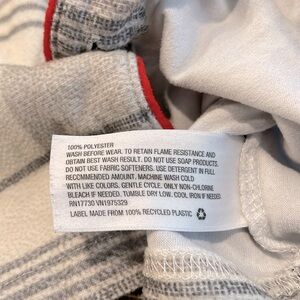 100% POLYESTER
WASH BEFORE WEAR. TO RETAIN FLAME RESISTANCE AND
OBTAIN BEST WASH RESULT. DO NOT USE SOAP PRODUCTS.
DO NOT USE FABRIC SOFTENERS. USE DETERGENT IN FULL
RECOMMENDED AMOUNT. MACHINE WASH COLD
WITH LIKE COLORS. GENTLE CYCLE. ONLY NON-CHLORINE
BLEACH IF NEEDED. TUMBLE DRY LOW. COOL IRON IF NEEDED
RN17730 VN1975329
LABEL MADE FROM 100% RECYCLED PLASTIC